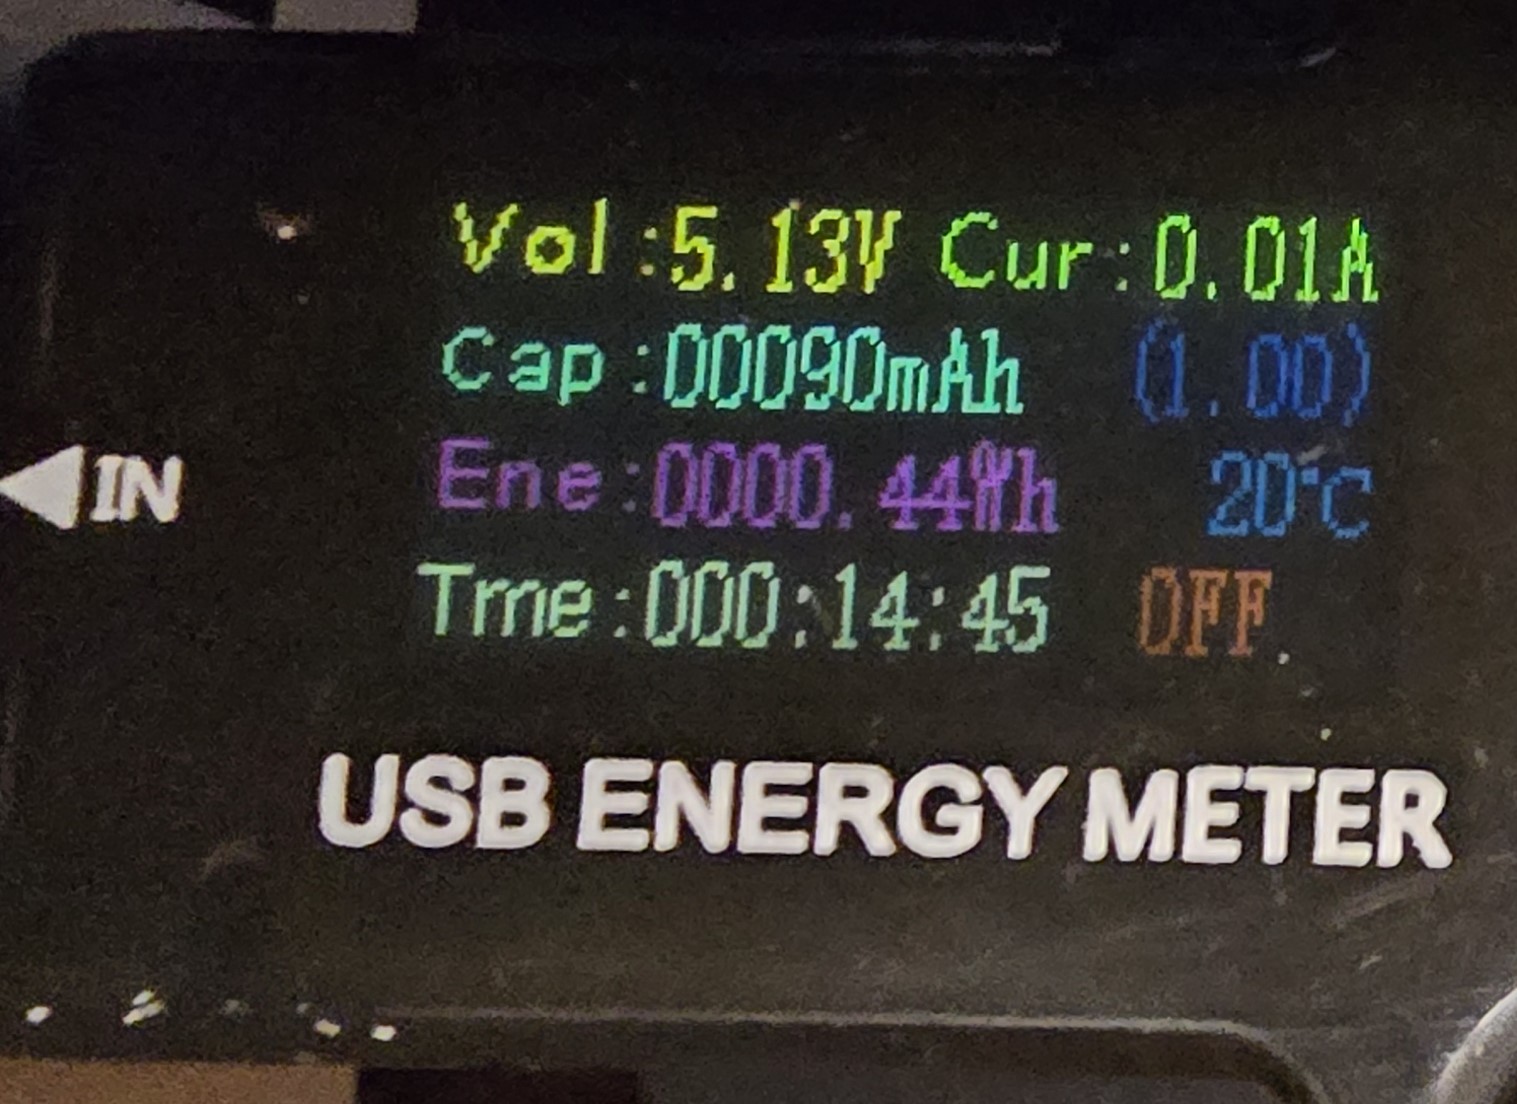 Vol:5.13V Cur:0.01A
Cap:00090mAh (1.00)
Ene:0000.44Wh 20°C
IN
Tme:000:14:45 OFF
USB ENERGY METER